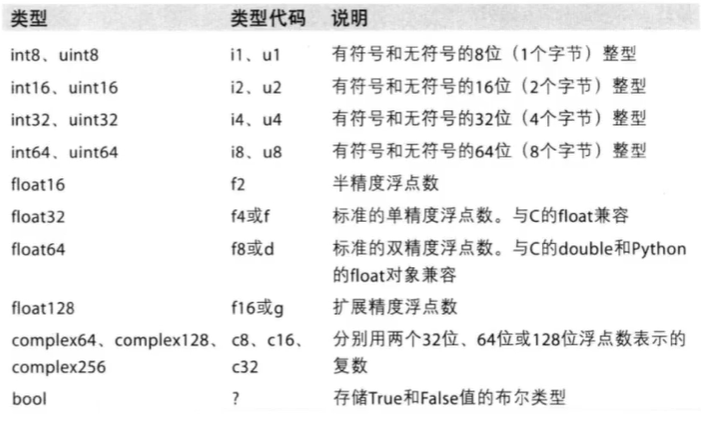 类型 类型代码 说明
int8、uint8 i1、u1 有符号和无符号的8位（1个字节）整型
int16、uint16 i2、u2 有符号和无符号的16位（2个字节）整型
int32、uint32 i4、u4 有符号和无符号的32位（4个字节）整型
int64、uint64 i8、u8 有符号和无符号的64位（8个字节）整型
float16 f2 半精度浮点数
float32 f4或f 标准的单精度浮点数。与C的float兼容
float64 f8或d 标准的双精度浮点数。与C的double和Python
的float对象兼容
float128 f16或g 扩展精度浮点数
complex64、complex128、 c8、c16、 分别用两个32位、64位或128位浮点数表示的
complex256 c32 复数
bool ? 存储True和False值的布尔类型